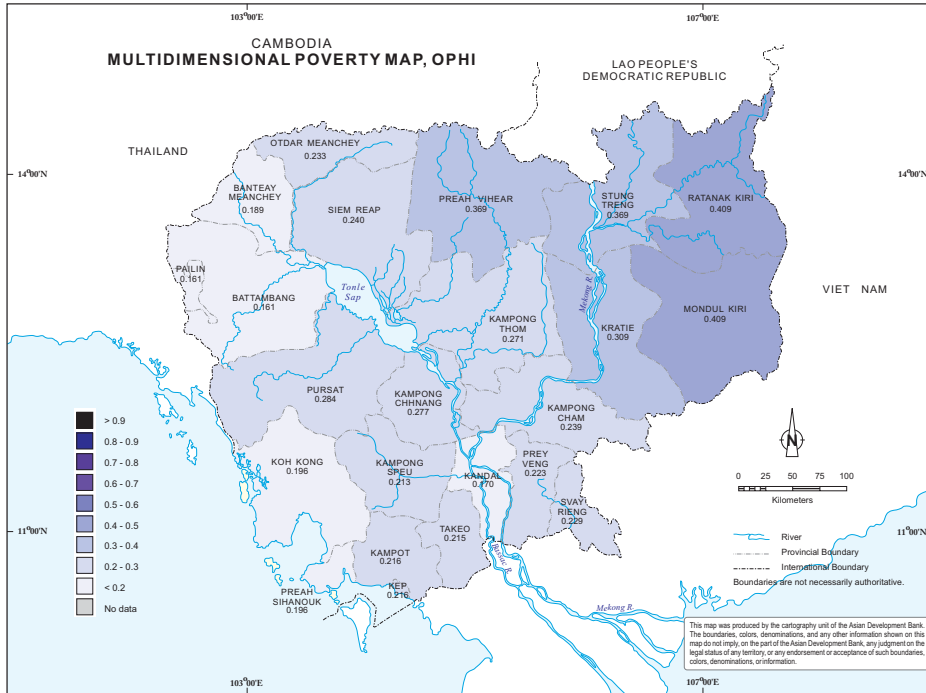 103°00'E
107°00'E
CAMBODIA
MULTIDIMENSIONAL POVERTY MAP, OPHI
LAO PEOPLE'S
DEMOCRATIC REPUBLIC
THAILAND
14°00'N
14°00'N
OTDAR MEANCHEY
0.233
BANTEAY
MEANCHEY
0.189
SIEM REAP
0.240
PREAH VIHEAR
0.369
STUNG
TRENG
0.369
RATANAK KIRI
0.409
PAILIN
0.161
BATTAMBANG
0.161
Tonle
Sap
Mekong R.
KAMPONG
THOM
0.271
KRATIE
0.309
MONDUL KIRI
0.409
VIET NAM
PURSAT
0.284
KAMPONG
CHHNANG
0.277
KAMPONG
CHAM
0.239
KOH KONG
0.196
KAMPONG
SPEU
0.213
KANDAL
0.170
PREY
VENG
0.223
SVAY
RIENG
0.229
TAKEO
0.215
KAMPOT
0.216
KEP
0.216
PREAH
SIHANOUK
0.196
Bassac R.
Mekong R.
> 0.9
0.8 - 0.9
0.7 - 0.8
0.6 - 0.7
0.5 - 0.6
0.4 - 0.5
0.3 - 0.4
0.2 - 0.3
< 0.2
No data
N
0 25 50 75 100
Kilometers
11°00'N
11°00'N
River
Provincial Boundary
International Boundary
Boundaries are not necessarily authoritative.
This map was produced by the cartography unit of the Asian Development Bank.
The boundaries, colors, denominations, and any other information shown on this
map do not imply, on the part of the Asian Development Bank, any judgment on the
legal status of any territory, or any endorsement or acceptance of such boundaries,
colors, denominations, or information.
103°00'E
107°00'E